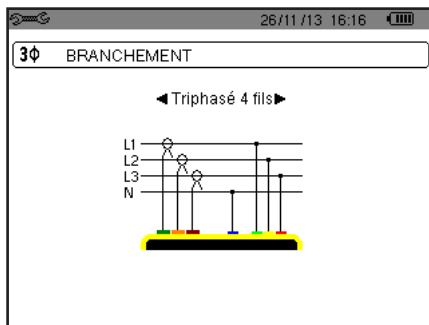 26/11/13 16:16
3Φ BRANCHEMENT
◄Triphasé 4 fils►
L1
L2
L3
N